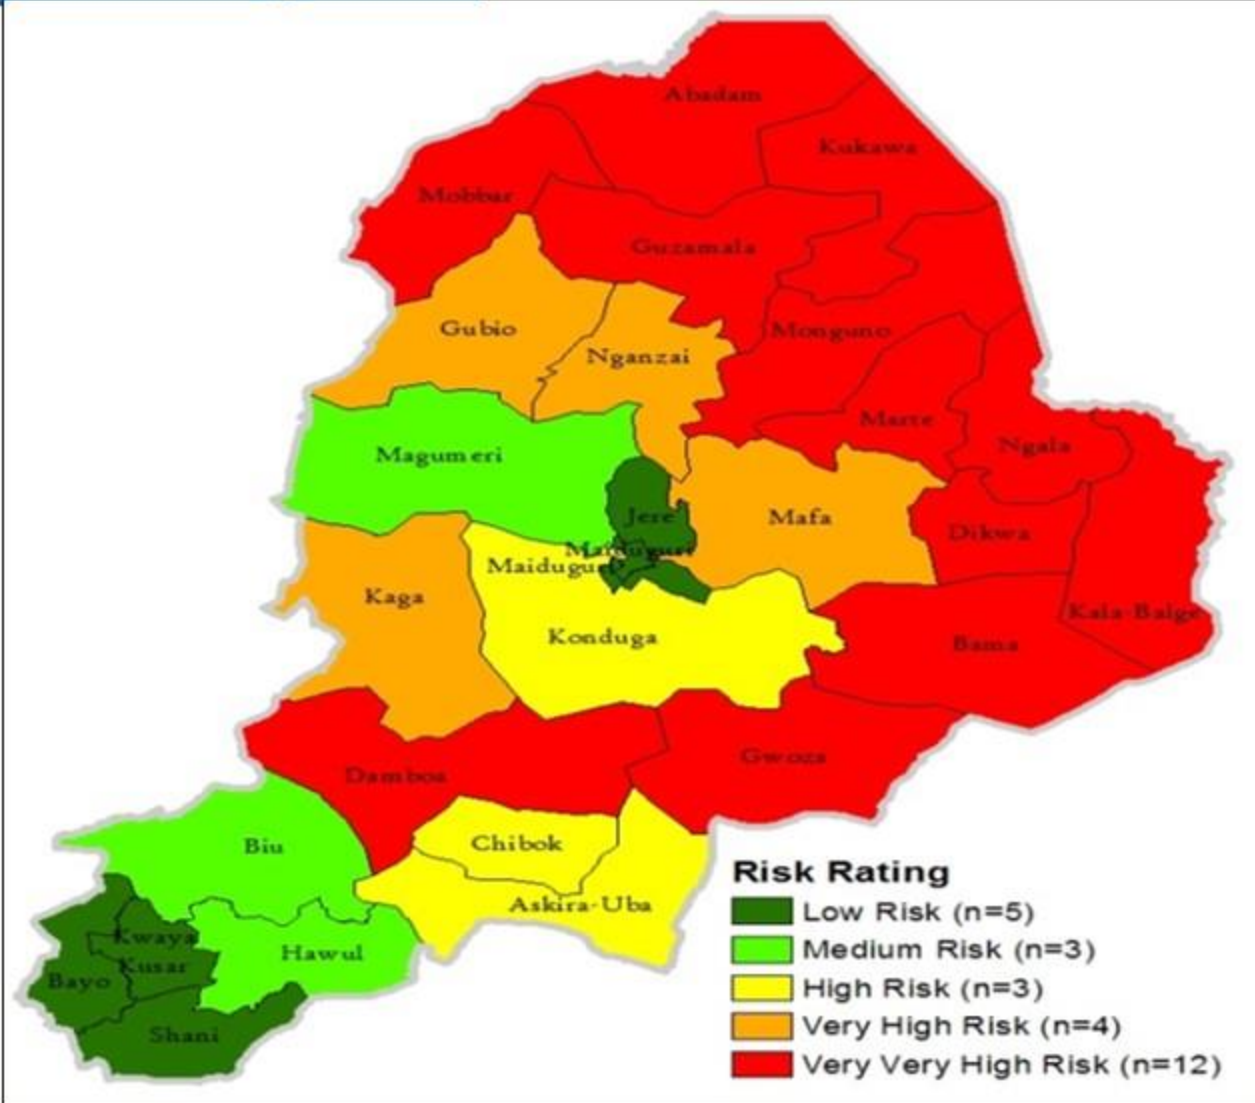 Abadam
Kukawa
Mobbar
Guzamala
Gubio
Monguno
Nganzai
Marte
Ngala
Magumeri
Jere
Mafa
Dikwa
Maiduguri
Kaga
Kala-Balge
Konduga
Bama
Gwoza
Damboa
Chibok
Biu
Askira-Uba
Kwaya
Kusar
Hawul
Bayo
Shani
Risk Rating
Low Risk (n=5)
Medium Risk (n=3)
High Risk (n=3)
Very High Risk (n=4)
Very Very High Risk (n=12)